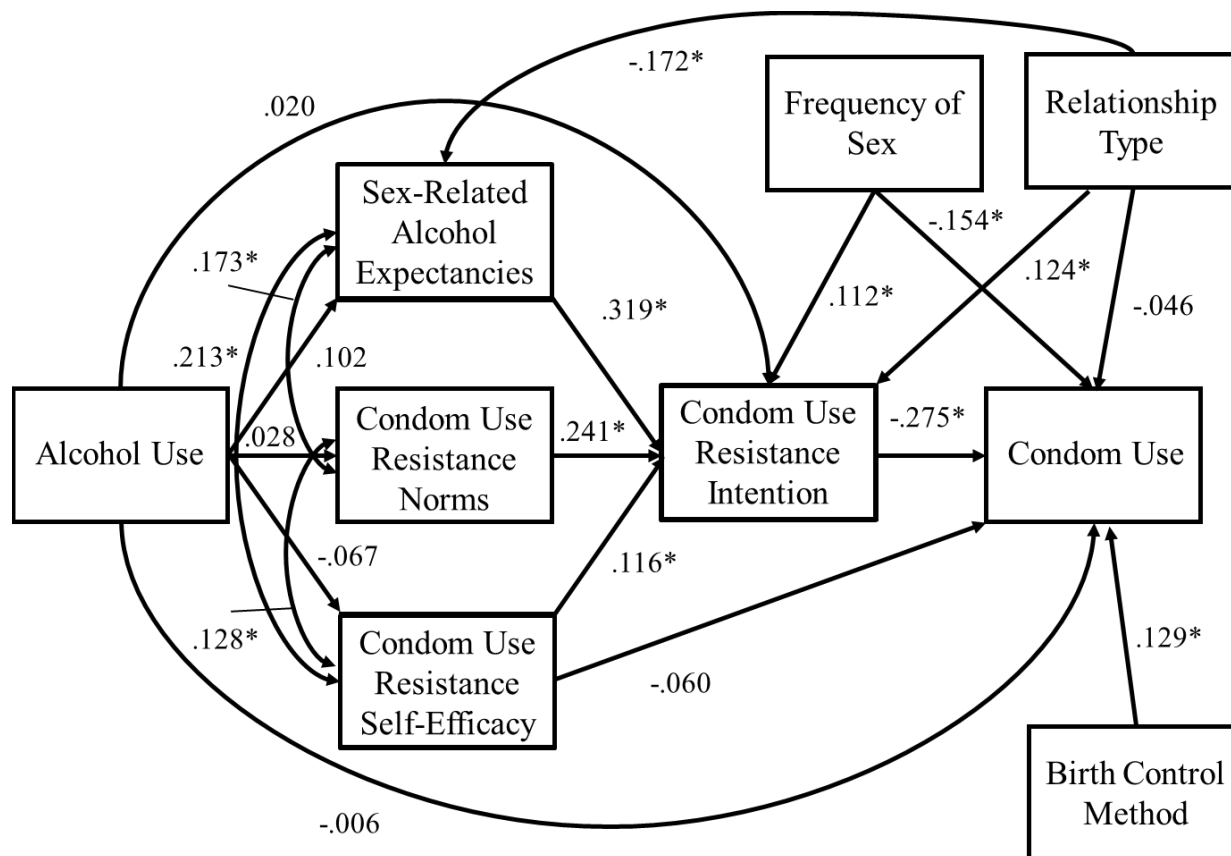 -.172*
.020
Frequency of
Sex
Relationship
Type
Sex-Related
Alcohol
Expectancies
.173*
-.154*
.124*
.112*
-.046
.319*
.213*
.102
Alcohol Use
.028
Condom Use
Resistance
Norms
.241*
Condom Use
Resistance
Intention
-.275*
Condom Use
-.067
.116*
.128*
Condom Use
Resistance
Self-Efficacy
-.060
.129*
Birth Control
Method
-.006